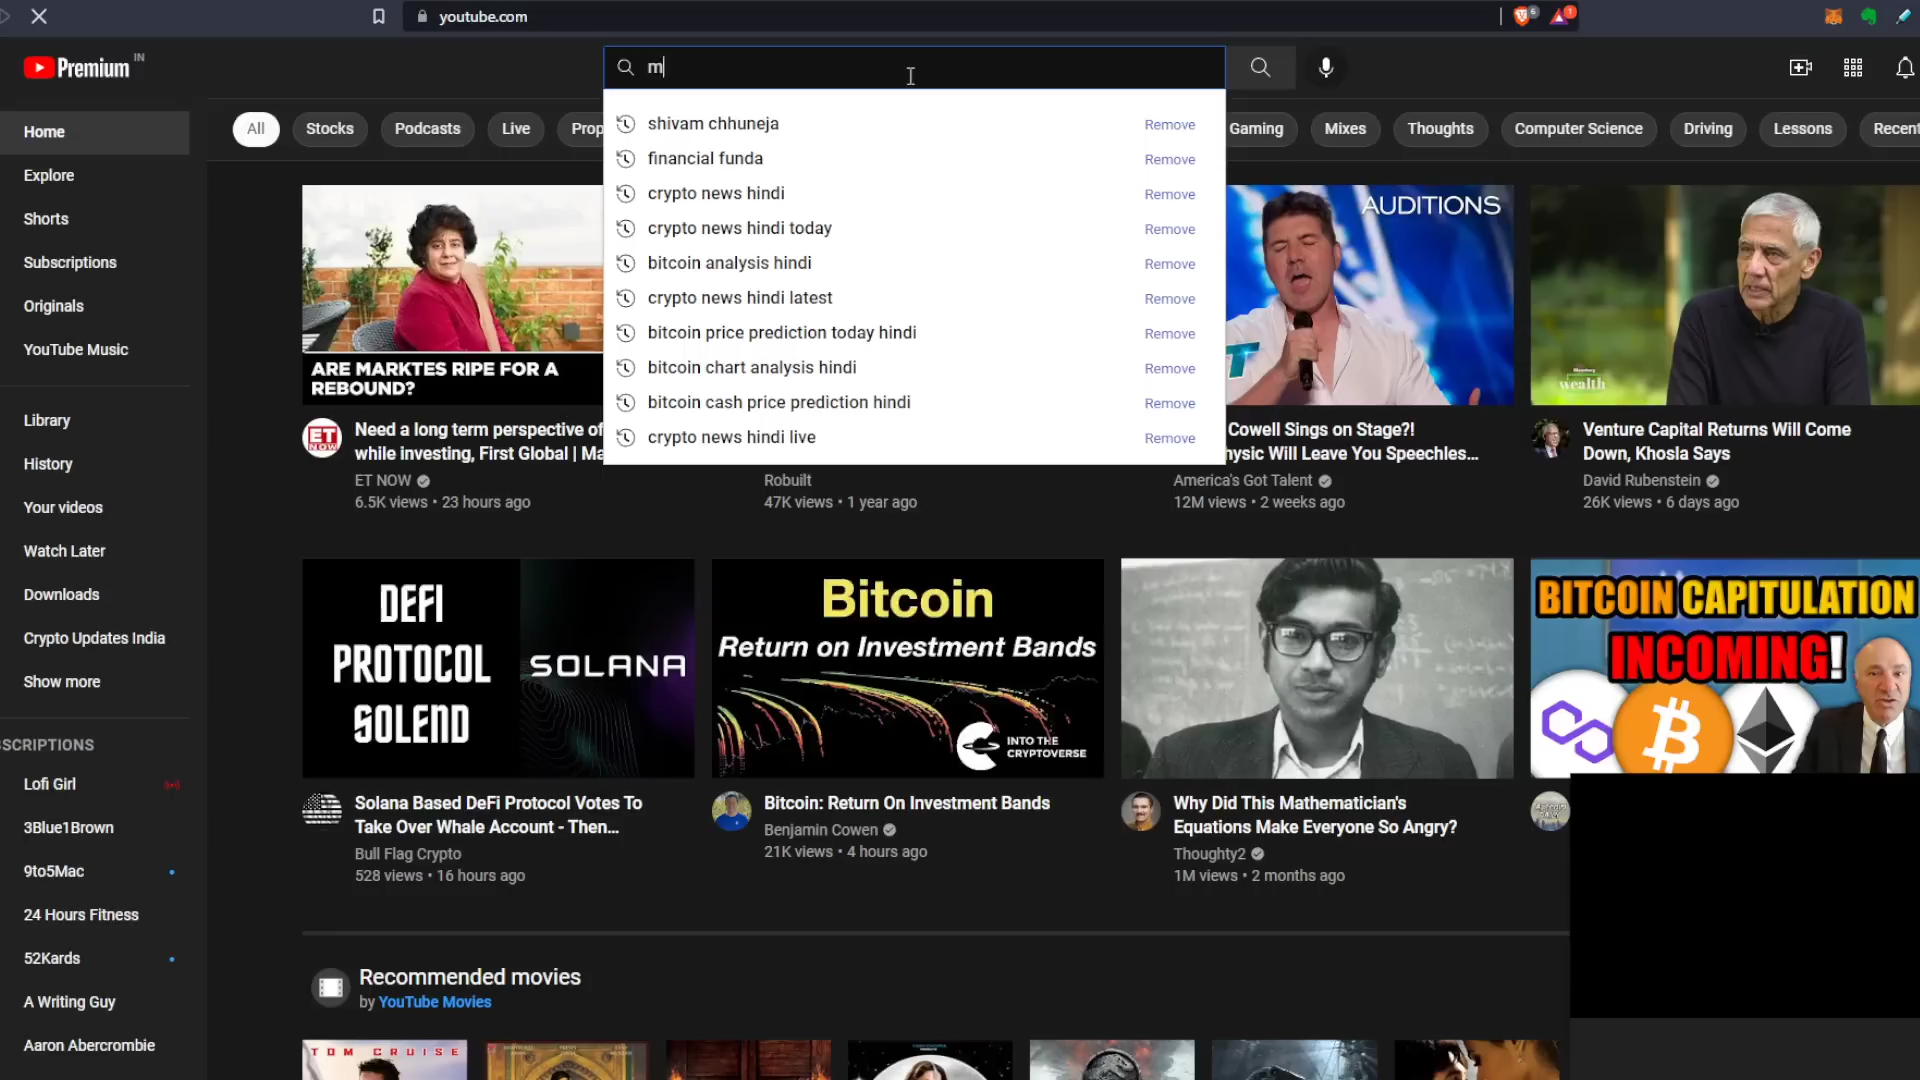 youtube.com
6
1
Premium IN
m
All
Stocks
Podcasts
Live
Prop
Gaming
Mixes
Thoughts
Computer Science
Driving
Lessons
Recent
shivam chhuneja
Remove
financial funda
Remove
crypto news hindi
Remove
crypto news hindi today
Remove
bitcoin analysis hindi
Remove
crypto news hindi latest
Remove
bitcoin price prediction today hindi
Remove
bitcoin chart analysis hindi
Remove
bitcoin cash price prediction hindi
Remove
crypto news hindi live
Remove
Home
Explore
Shorts
Subscriptions
Originals
YouTube Music
Library
History
Your videos
Watch Later
Downloads
Crypto Updates India
Show more
SCRIPTIONS
Lofi Girl
3Blue1Brown
9to5Mac
24 Hours Fitness
52Kards
A Writing Guy
Aaron Abercrombie
ARE MARKTES RIPE FOR A
REBOUND?
ET
NOW
Need a long term perspective of
while investing, First Global | Ma
ET NOW
6.5K views • 23 hours ago
Robuilt
47K views • 1 year ago
AUDITIONS
T
Cowell Sings on Stage?!
hysic Will Leave You Speechles...
America's Got Talent
12M views • 2 weeks ago
Bloomberg
wealth
Venture Capital Returns Will Come
Down, Khosla Says
David Rubenstein
26K views • 6 days ago
DEFI
PROTOCOL
SOLEND
SOLANA
Solana Based DeFi Protocol Votes To
Take Over Whale Account - Then...
Bull Flag Crypto
528 views • 16 hours ago
Bitcoin
Return on Investment Bands
INTO THE
CRYPTOVERSE
Bitcoin: Return On Investment Bands
Benjamin Cowen
21K views • 4 hours ago
Why Did This Mathematician's
Equations Make Everyone So Angry?
Thoughty2
1M views • 2 months ago
BITCOIN CAPITULATION
INCOMING!
Recommended movies
by YouTube Movies
TOM CRUISE